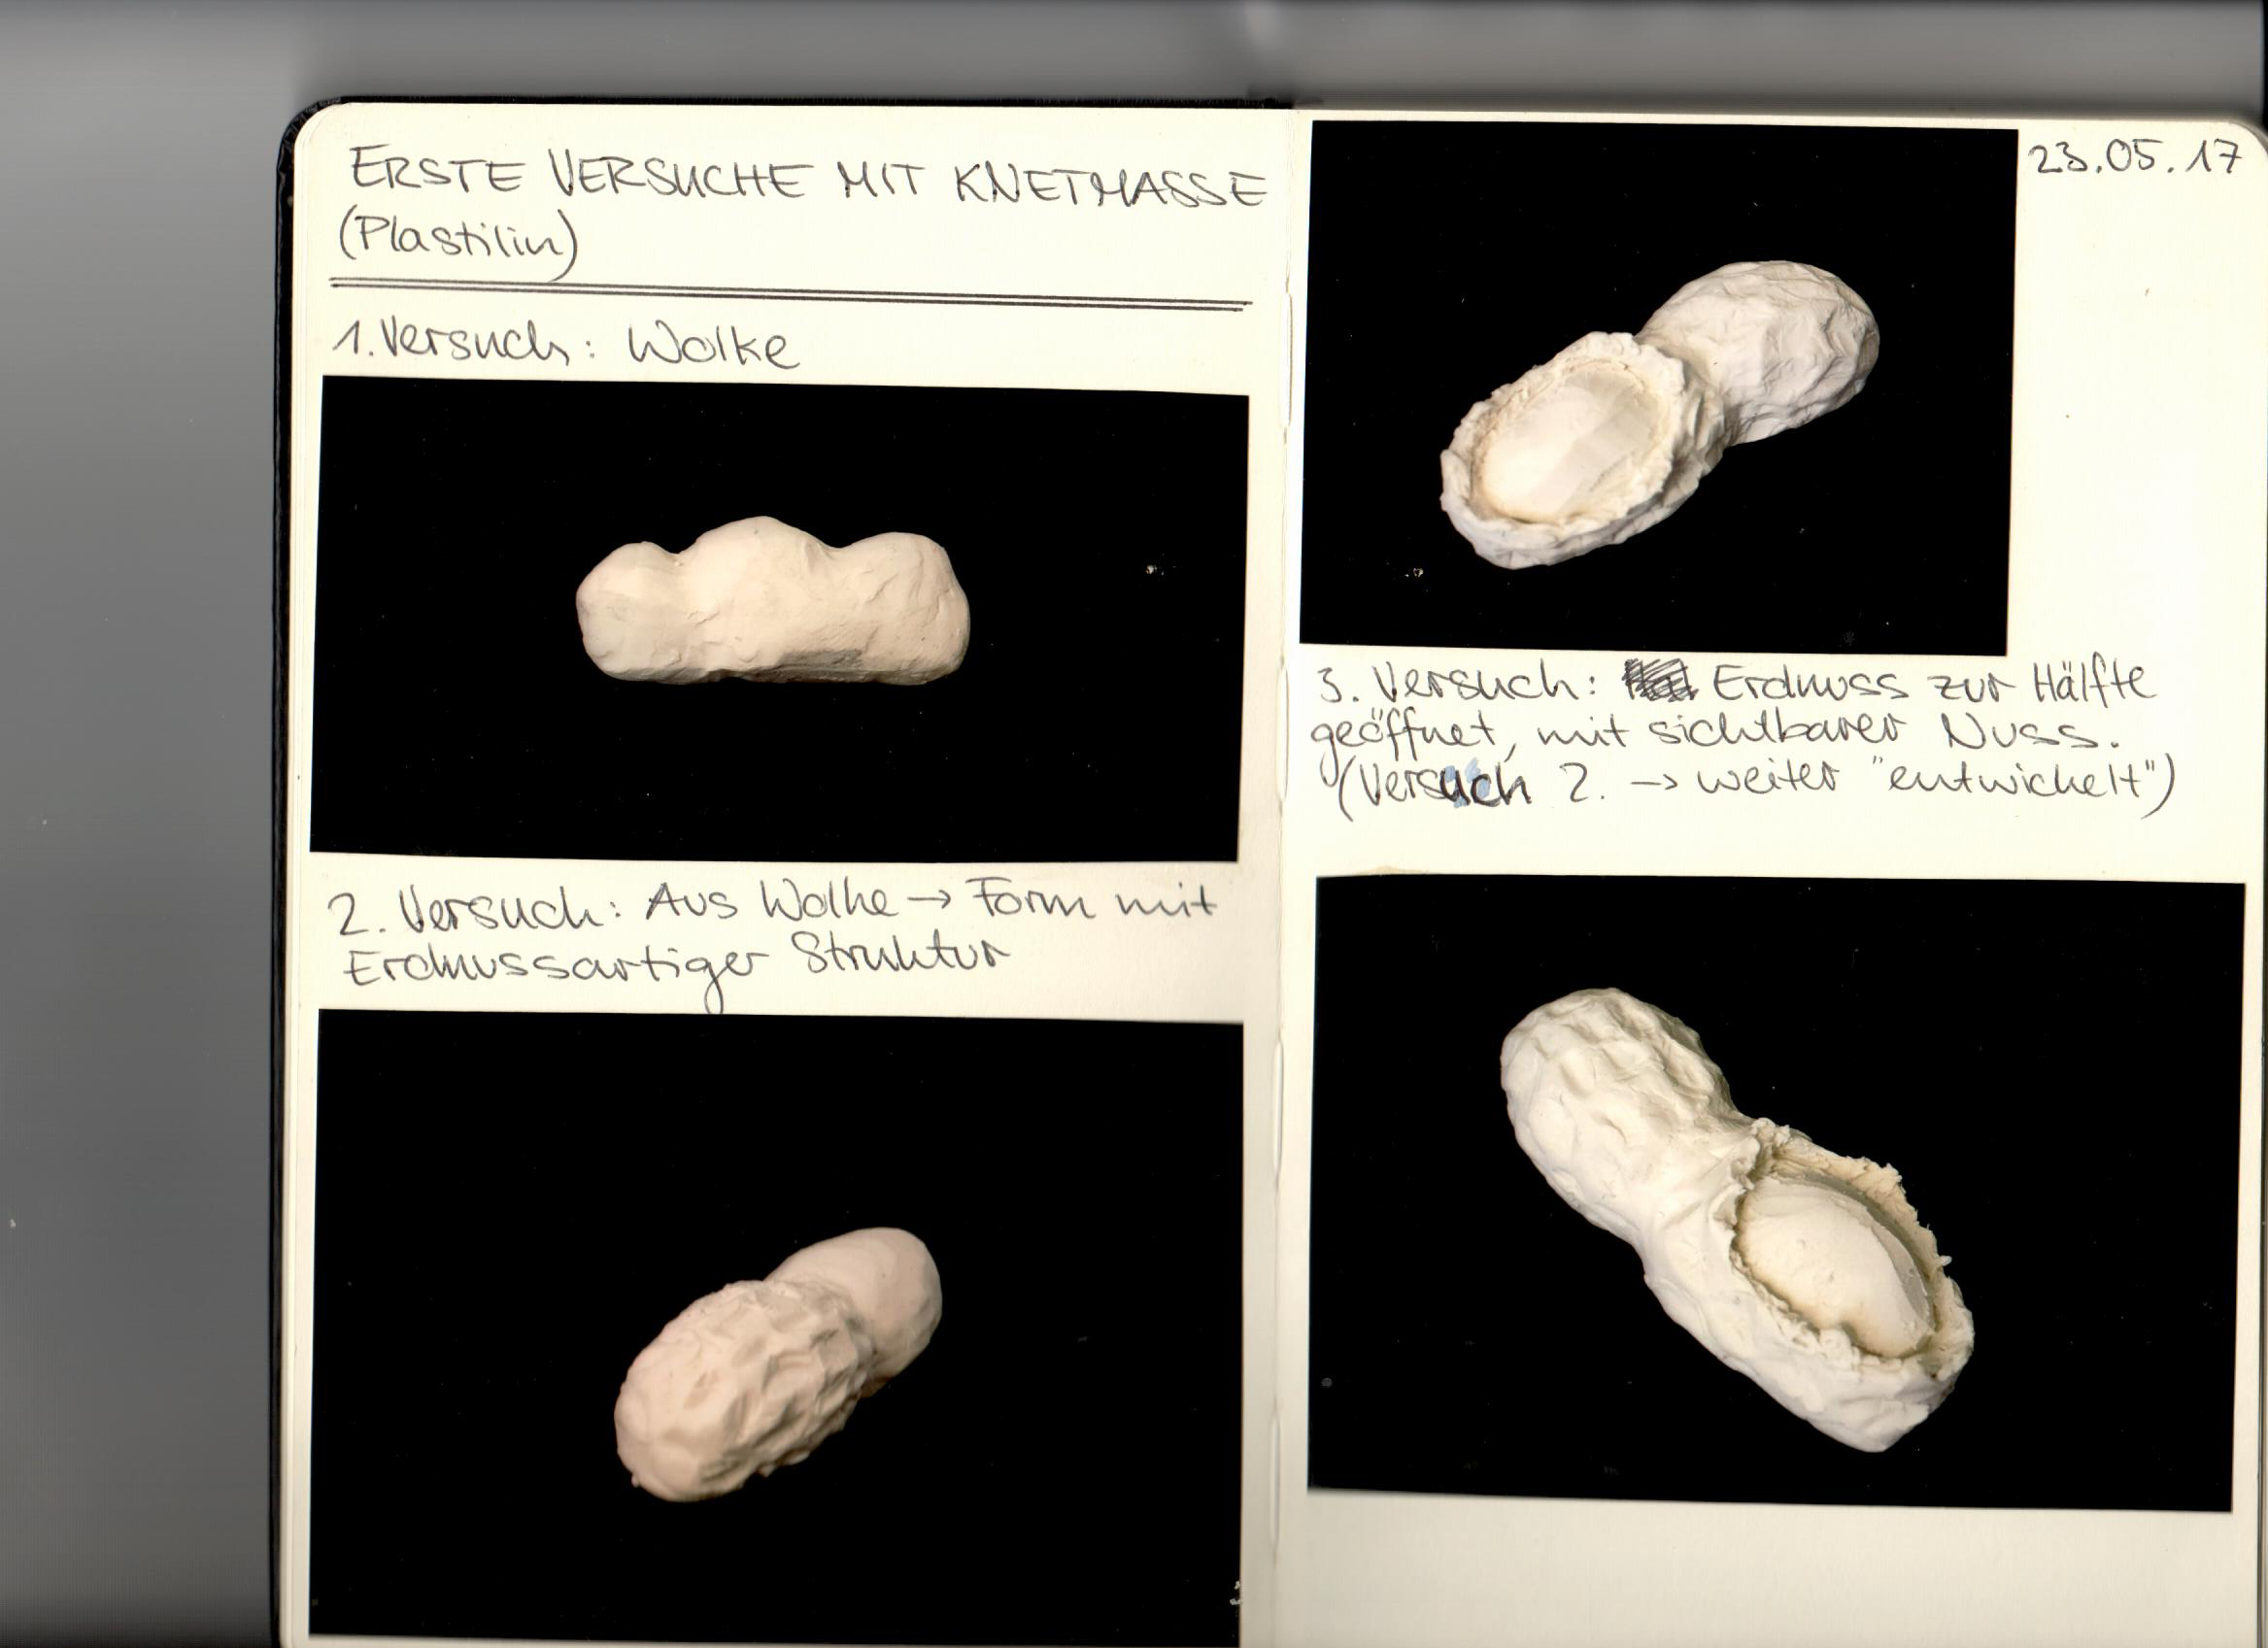 ERSTE VERSUCHE MIT KNETMASSE
(Plastilin)
1. Versuch: Wolke
2. Versuch: Aus Wolke → Form mit
Erdnussartiger Struktur
23.05.17
3. Versuch: Erdnuss zur Hälfte
geöffnet, mit sichtbarer Nuss.
(Versuch 2. → weiter "entwickelt")